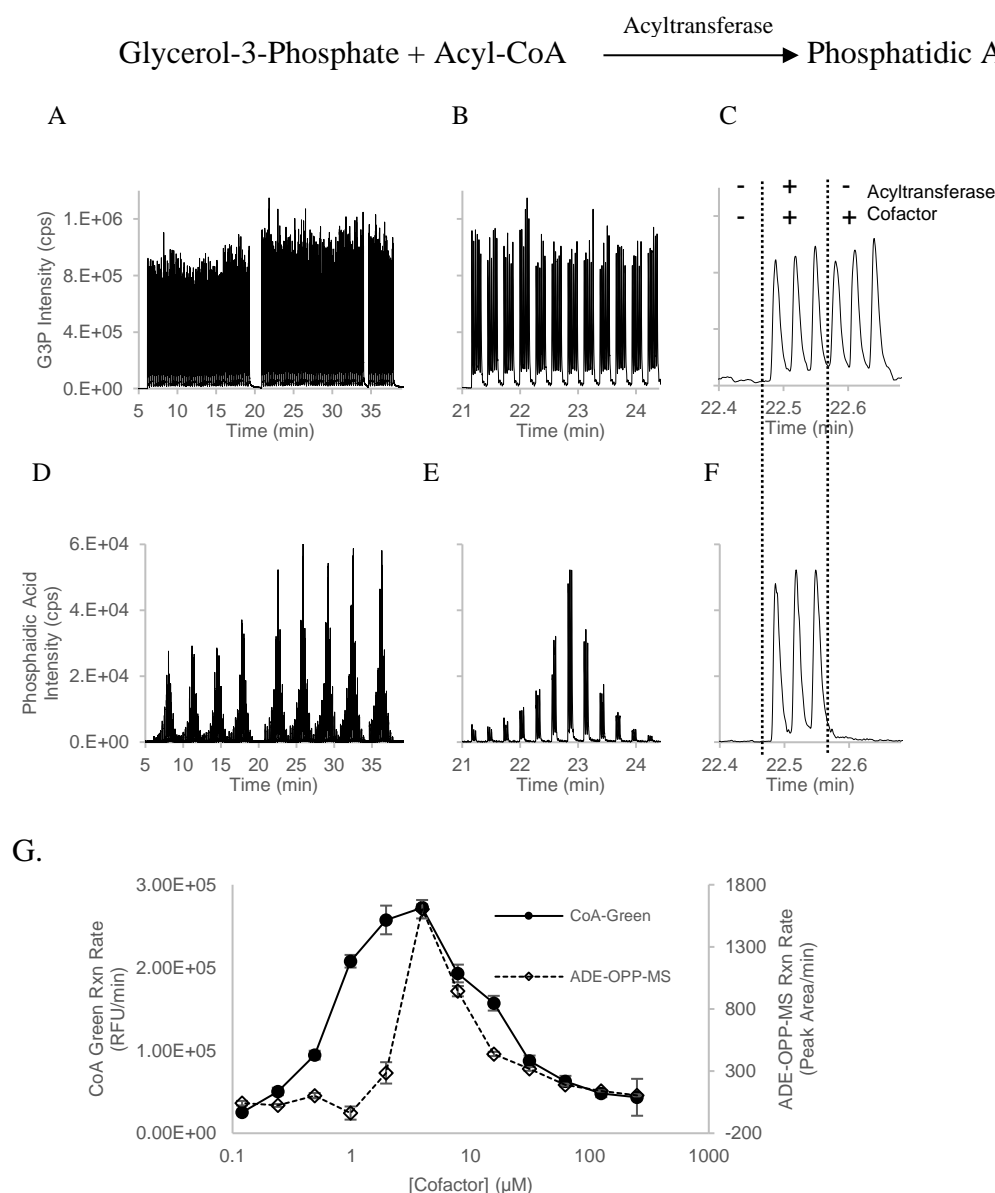 Acyltransferase
Glycerol-3-Phosphate + Acyl-CoA Phosphatidic A
A
B
C
G3P Intensity (cps)
1.E+06
8.E+05
4.E+05
0.E+00
5 10 15 20 25 30 35
Time (min)
21 22 23 24
Time (min)
- + - Acyltransferase
- + + Cofactor
22.4 22.5 22.6
Time (min)
D
E
F
Phosphaidic Acid
Intensity (cps)
6.E+04
4.E+04
2.E+04
0.E+00
5 10 15 20 25 30 35
Time (min)
21 22 23 24
Time (min)
22.4 22.5 22.6
Time (min)
G.
CoA Green Rxn Rate
(RFU/min)
3.00E+05
2.00E+05
1.00E+05
0.00E+00
CoA-Green
ADE-OPP-MS
1800
1300
800
300
-200
ADE-OPP-MS Rxn Rate
(Peak Area/min)
0.1 1 10 100 1000
[Cofactor] (µM)